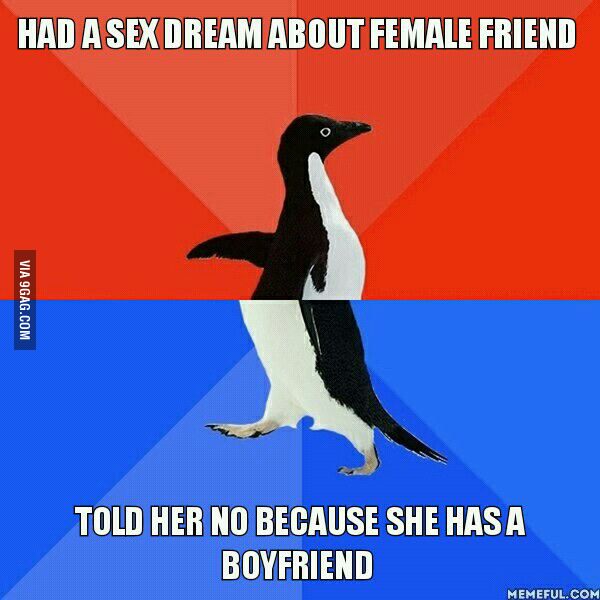 HAD A SEX DREAM ABOUT FEMALE FRIEND
VIA 9GAG.COM
TOLD HER NO BECAUSE SHE HAS A
BOYFRIEND
MEMEFUL.COM